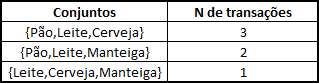 Conjuntos N de transações
{Pão,Leite,Cerveja} 3
{Pão,Leite,Manteiga} 2
{Leite,Cerveja,Manteiga} 1